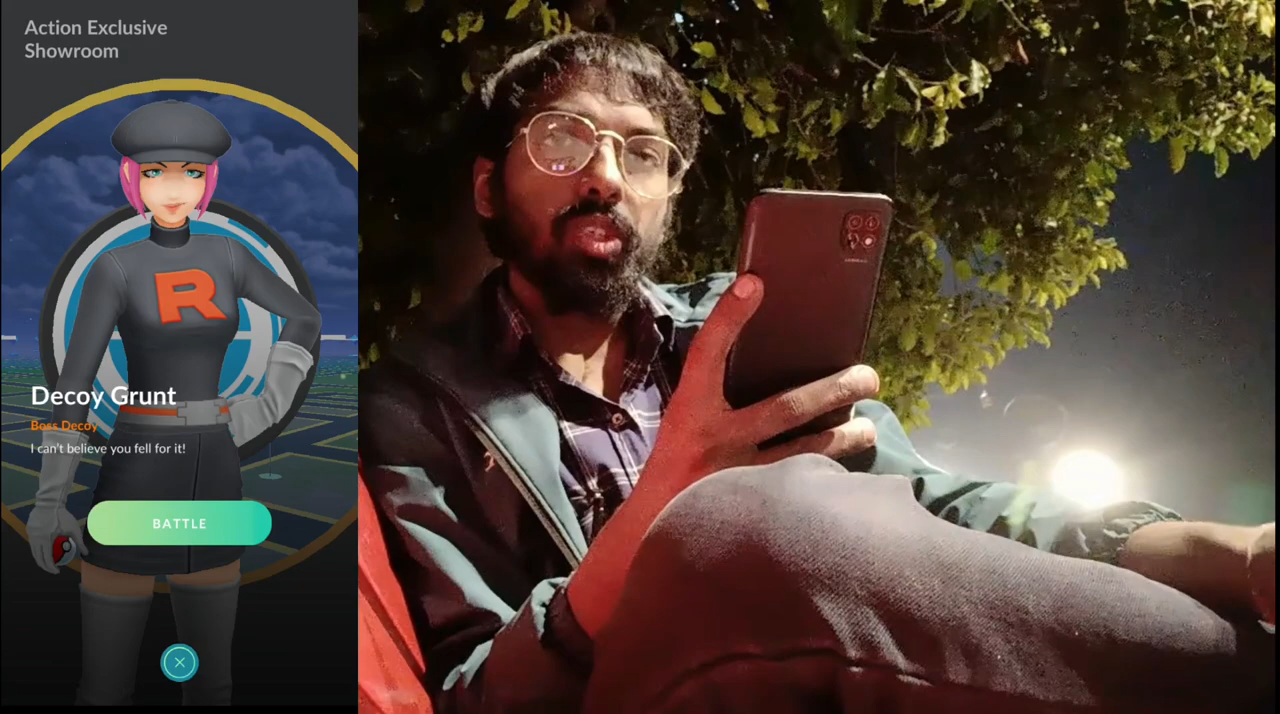 Action Exclusive
Showroom
R
Decoy Grunt
Boss Decoy
I can't believe you fell for it!
BATTLE